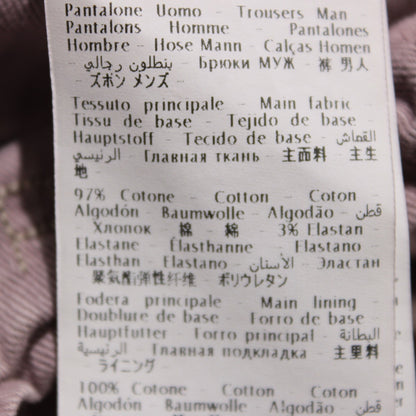 Pantalone Uomo - Trousers Man -
Pantalons Homme - Pantalones
Hombre - Hose Mann - Calças Homen
- بنطلون رجالي - Брюки МУЖ - 裤 男人
- ズボン メンズ -
Tessuto principale - Main fabric -
Tissu de base - Tejido de base -
Hauptstoff - Tecido de base - القماش
الرئيسي - Главная ткань - 主面料 - 主生
地 -
97% Cotone - Cotton - Coton -
Algodón - Baumwolle - Algodão - قطن
- Хлопок 棉 - 綿 - 3% Elastan -
Elastane - Élasthanne - Elastano -
Elasthan - Elastano - الأستان - Эластан
聚氨酯弹性纤维 - ポリウレタン
Fodera principale - Main lining -
Doublure de base - Forro de base -
Hauptfutter - Forro principal - البطانة
الرئيسية - Главная подкладка - 主里料
- ライニング -
100% Cotone - Cotton - Coton -
Algodón - Baumwolle - Algodão - قطن